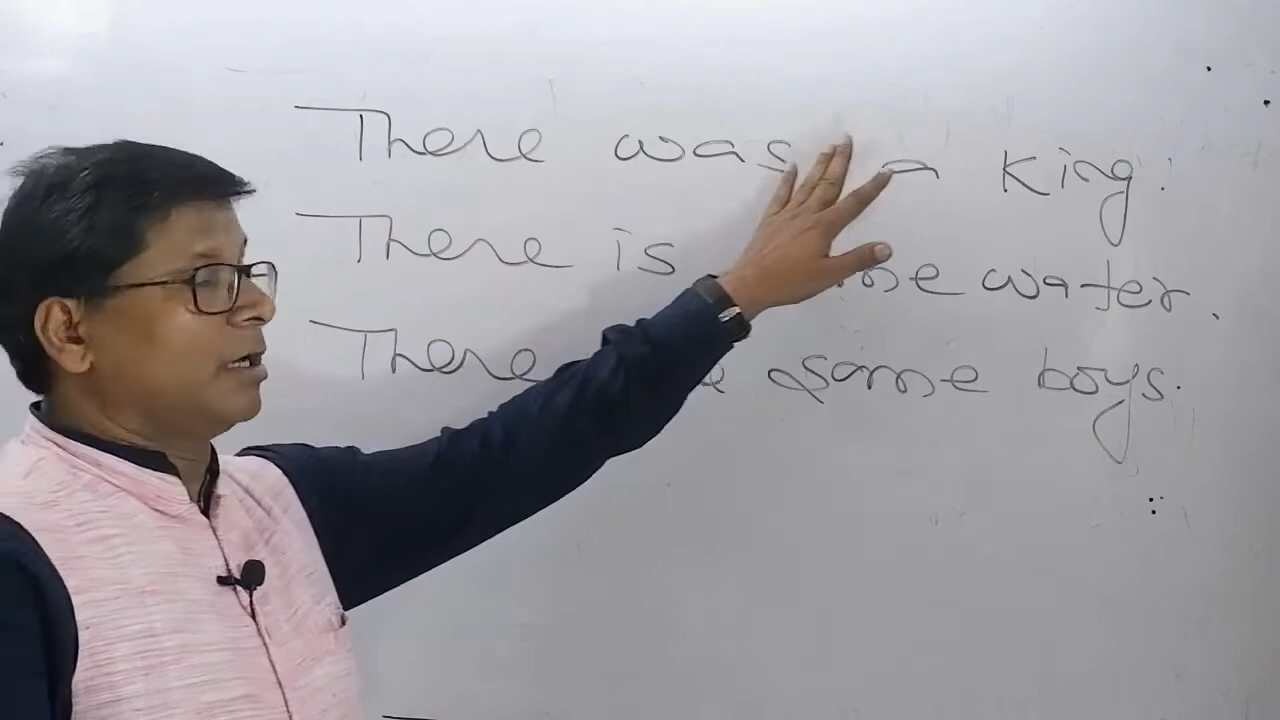 There was a King.
There is water.
There some boys.